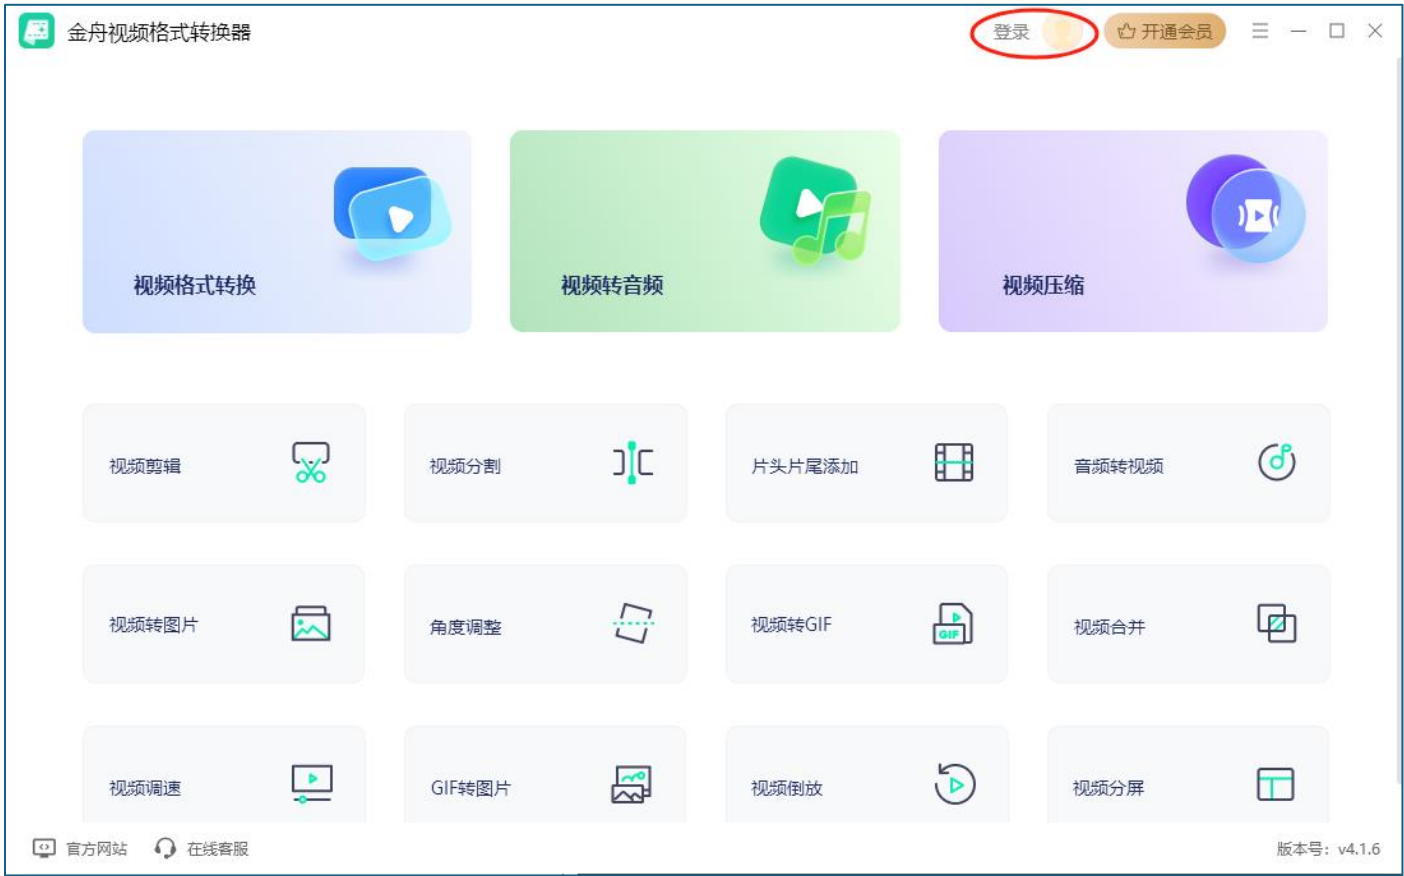 金舟视频格式转换器
登录
开通会员
视频格式转换
视频转音频
视频压缩
视频剪辑
视频分割
片头片尾添加
音频转视频
视频转图片
角度调整
视频转GIF
GIF
视频合并
视频调速
GIF转图片
视频倒放
视频分屏
官方网站
在线客服
版本号：v4.1.6